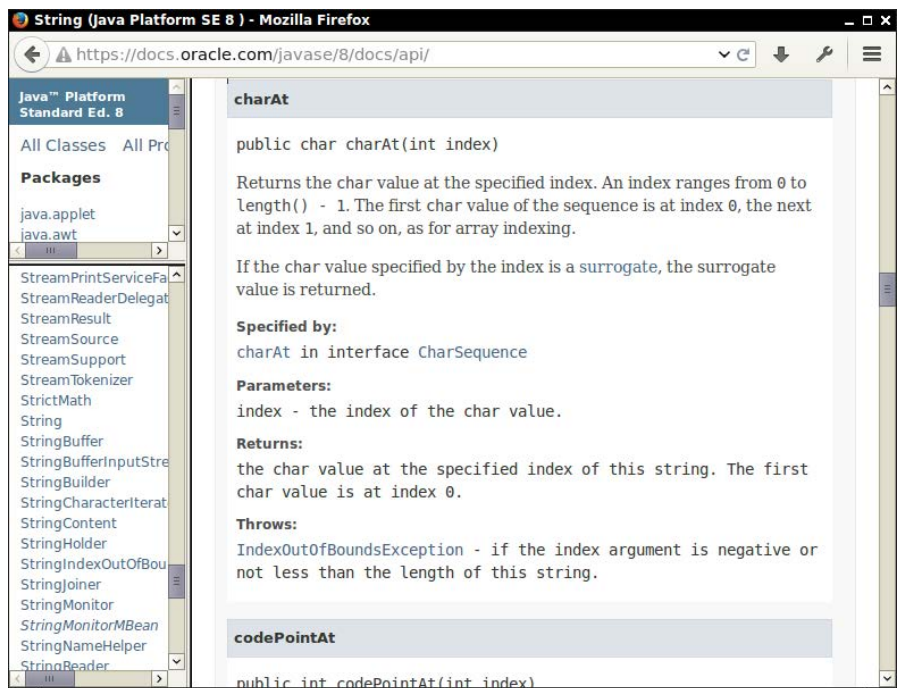 String (Java Platform SE 8 ) - Mozilla Firefox
https://docs.oracle.com/javase/8/docs/api/
Java™ Platform
Standard Ed. 8
All Classes All Pro
Packages
java.applet
java.awt
StreamPrintServiceFa
StreamReaderDelegat
StreamResult
StreamSource
StreamSupport
StreamTokenizer
StrictMath
String
StringBuffer
StringBufferInputStre
StringBuilder
StringCharacterIterat
StringContent
StringHolder
StringIndexOutOfBou
StringJoiner
StringMonitor
StringMonitorMBean
StringNameHelper
StringReader
charAt
public char charAt(int index)
Returns the char value at the specified index. An index ranges from 0 to
length() - 1. The first char value of the sequence is at index 0, the next
at index 1, and so on, as for array indexing.
If the char value specified by the index is a surrogate, the surrogate
value is returned.
Specified by:
charAt in interface CharSequence
Parameters:
index - the index of the char value.
Returns:
the char value at the specified index of this string. The first
char value is at index 0.
Throws:
IndexOutOfBoundsException - if the index argument is negative or
not less than the length of this string.
codePointAt
public int codePointAt(int index)